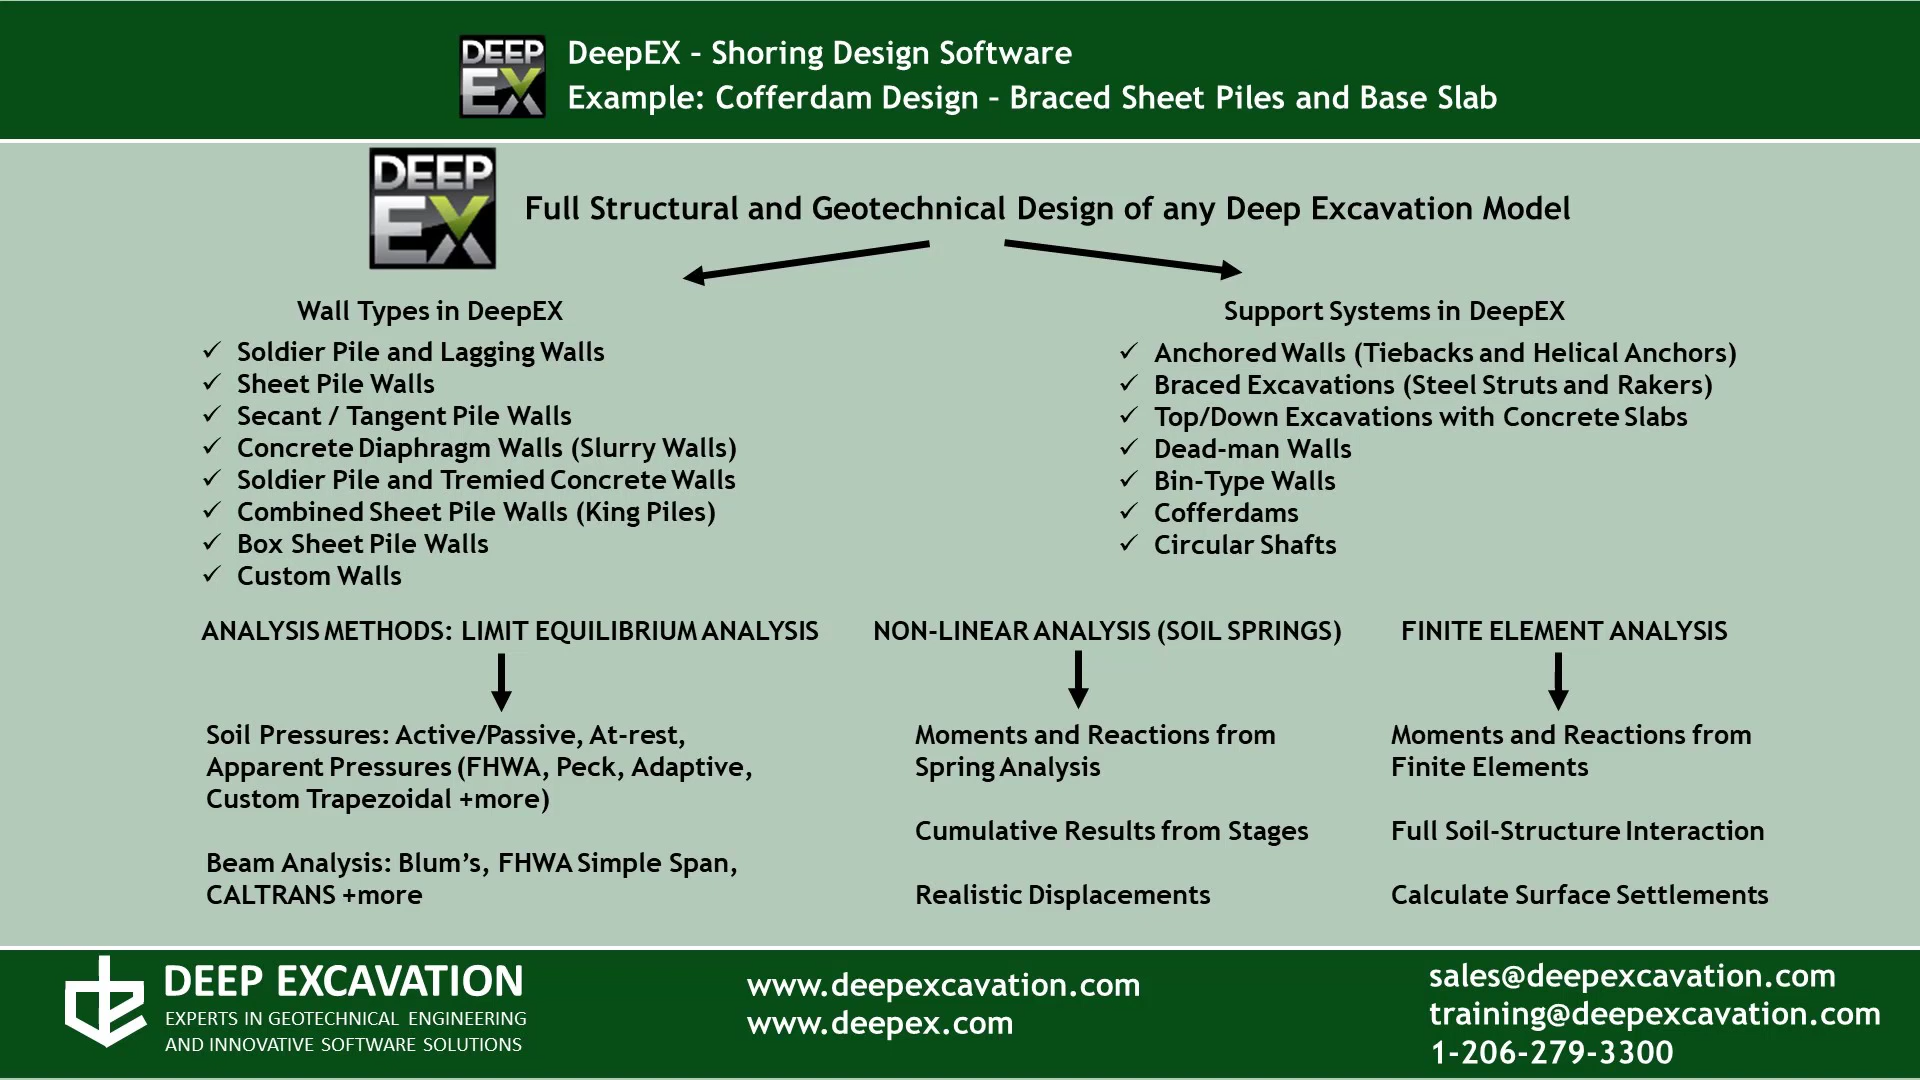 DEEP
EX
DeepEX – Shoring Design Software
Example: Cofferdam Design – Braced Sheet Piles and Base Slab
DEEP
EX
Full Structural and Geotechnical Design of any Deep Excavation Model
Wall Types in DeepEX
✓ Soldier Pile and Lagging Walls
✓ Sheet Pile Walls
✓ Secant / Tangent Pile Walls
✓ Concrete Diaphragm Walls (Slurry Walls)
✓ Soldier Pile and Tremied Concrete Walls
✓ Combined Sheet Pile Walls (King Piles)
✓ Box Sheet Pile Walls
✓ Custom Walls
Support Systems in DeepEX
✓ Anchored Walls (Tiebacks and Helical Anchors)
✓ Braced Excavations (Steel Struts and Rakers)
✓ Top/Down Excavations with Concrete Slabs
✓ Dead-man Walls
✓ Bin-Type Walls
✓ Cofferdams
✓ Circular Shafts
ANALYSIS METHODS: LIMIT EQUILIBRIUM ANALYSIS
Soil Pressures: Active/Passive, At-rest,
Apparent Pressures (FHWA, Peck, Adaptive,
Custom Trapezoidal +more)
Beam Analysis: Blum’s, FHWA Simple Span,
CALTRANS +more
NON-LINEAR ANALYSIS (SOIL SPRINGS)
Moments and Reactions from
Spring Analysis
Cumulative Results from Stages
Realistic Displacements
FINITE ELEMENT ANALYSIS
Moments and Reactions from
Finite Elements
Full Soil-Structure Interaction
Calculate Surface Settlements
DEEP EXCAVATION
EXPERTS IN GEOTECHNICAL ENGINEERING
AND INNOVATIVE SOFTWARE SOLUTIONS
www.deepexcavation.com
www.deepex.com
sales@deepexcavation.com
training@deepexcavation.com
1-206-279-3300